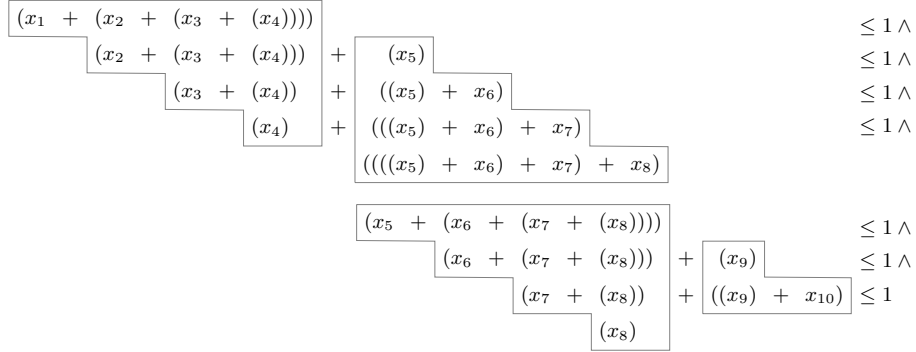 (x₁ + (x₂ + (x₃ + (x₄)))) ≤ 1 ∧
(x₂ + (x₃ + (x₄))) + (x₅) ≤ 1 ∧
(x₃ + (x₄)) + ((x₅) + x₆) ≤ 1 ∧
(x₄) + (((x₅) + x₆) + x₇) ≤ 1 ∧
((((x₅) + x₆) + x₇) + x₈)
(x₅ + (x₆ + (x₇ + (x₈)))) ≤ 1 ∧
(x₆ + (x₇ + (x₈))) + (x₉) ≤ 1 ∧
(x₇ + (x₈)) + ((x₉) + x₁₀) ≤ 1
(x₈)